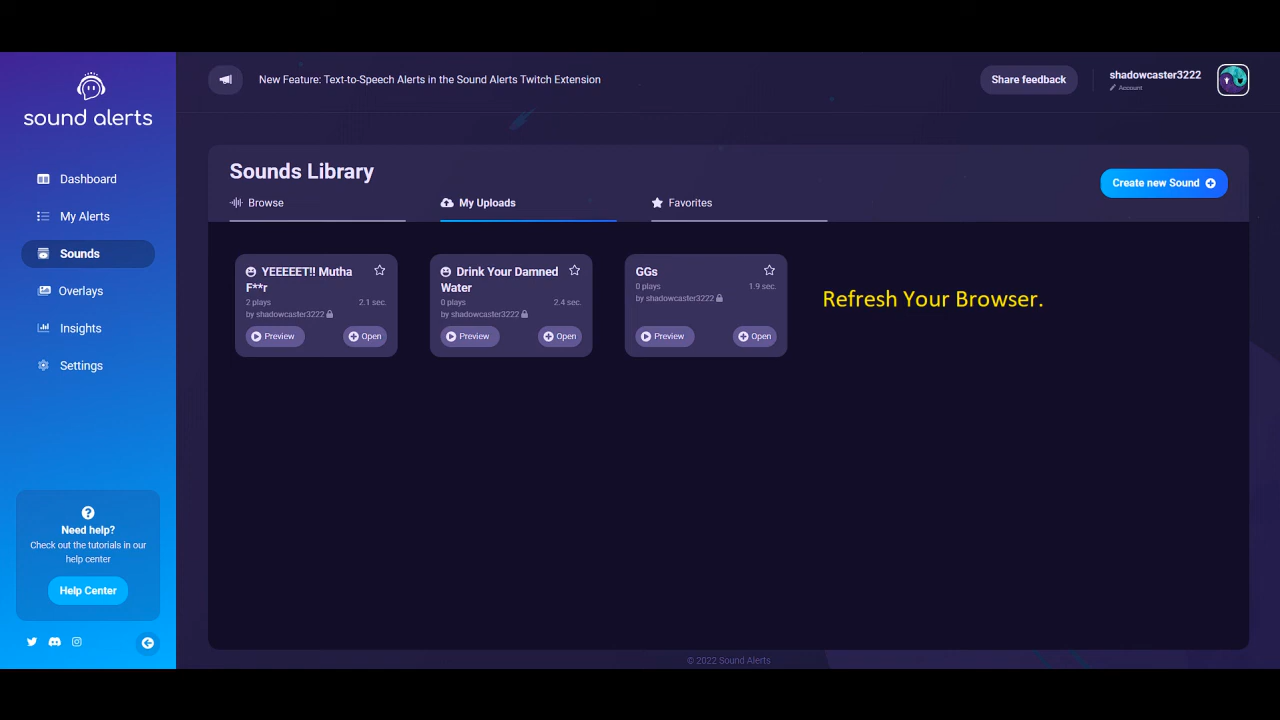 sound alerts
New Feature: Text-to-Speech Alerts in the Sound Alerts Twitch Extension
Share feedback
shadowcaster3222
Account
Dashboard
My Alerts
Sounds
Overlays
Insights
Settings
Sounds Library
Create new Sound
Browse
My Uploads
Favorites
YEEEEET!! Mutha
F**r
2 plays
2.1 sec.
by shadowcaster3222
Preview
Open
Drink Your Damned
Water
0 plays
2.4 sec.
by shadowcaster3222
Preview
Open
GGs
0 plays
1.9 sec.
by shadowcaster3222
Preview
Open
Refresh Your Browser.
Need help?
Check out the tutorials in our
help center
Help Center
© 2022 Sound Alerts